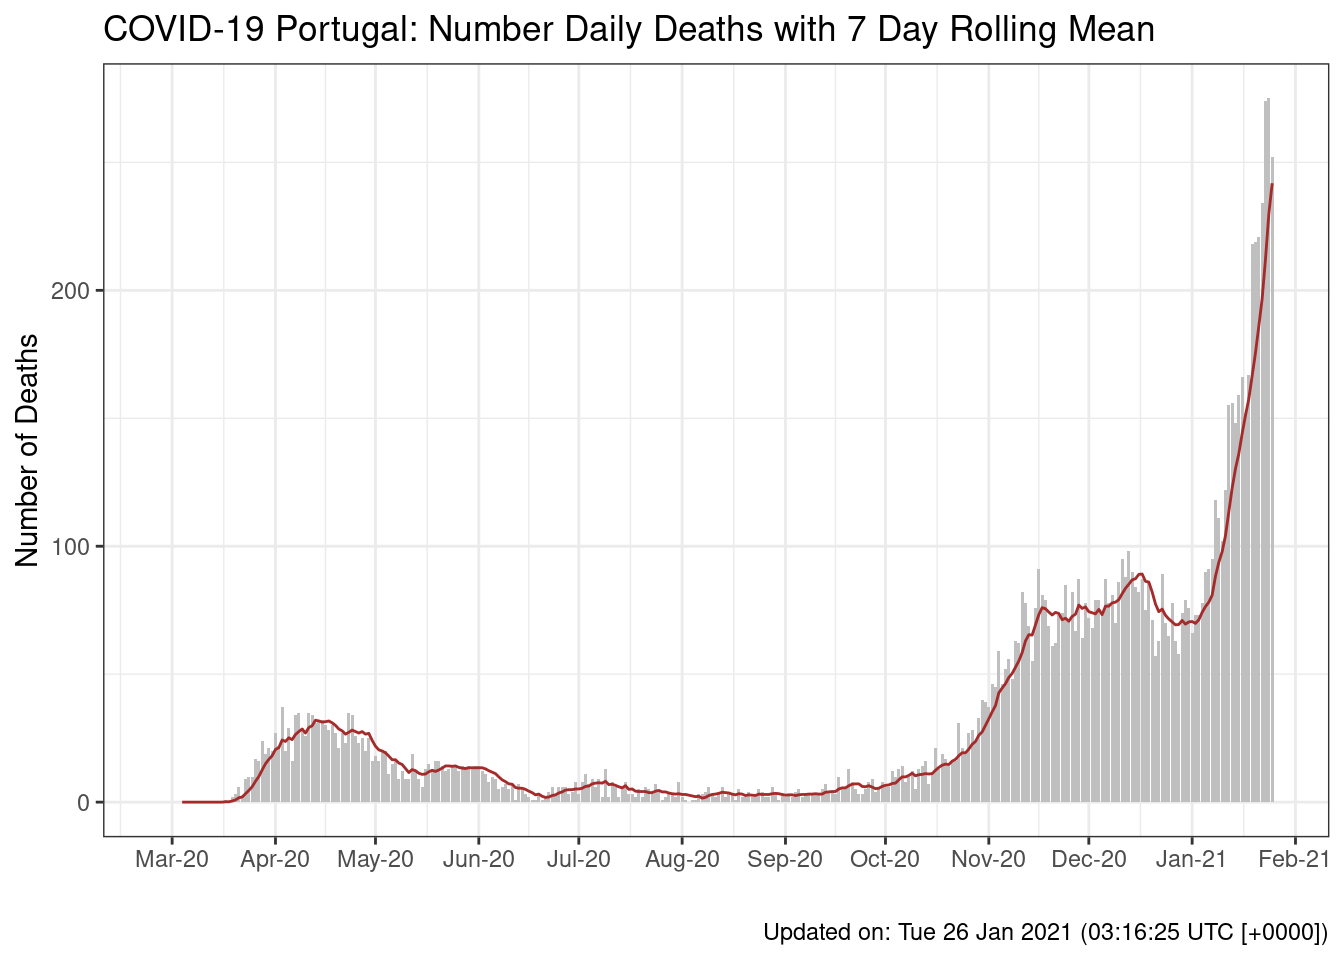 COVID-19 Portugal: Number Daily Deaths with 7 Day Rolling Mean
Number of Deaths
200
100
0
Mar-20 Apr-20 May-20 Jun-20 Jul-20 Aug-20 Sep-20 Oct-20 Nov-20 Dec-20 Jan-21 Feb-21
Updated on: Tue 26 Jan 2021 (03:16:25 UTC [+0000])